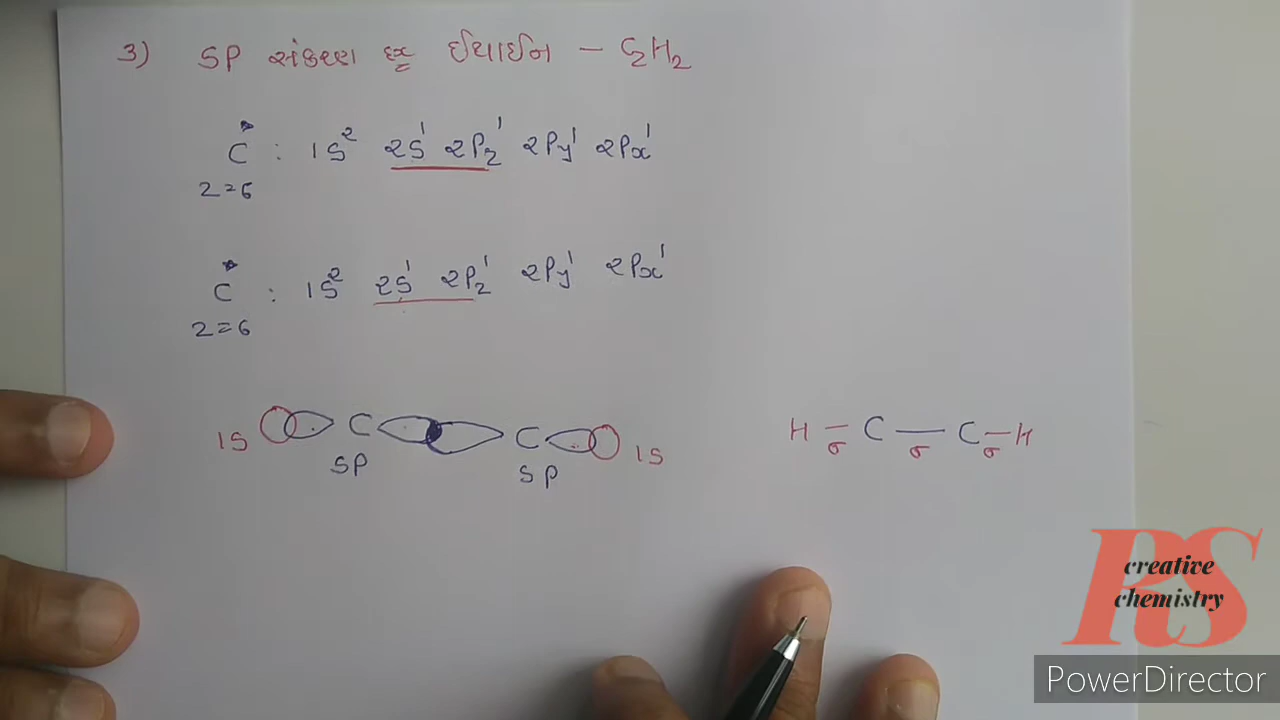 3) SP સંકરણ દા.ત. ઈથાઈન - C₂H₂
C* : 1S² 2S¹ 2Pz¹ 2Py¹ 2Px¹
Z=6
C* : 1S² 2S¹ 2Pz¹ 2Py¹ 2Px¹
Z=6
1S C C 1S
SP SP
H - C — C - H
σ σ σ
RS
creative
chemistry
PowerDirector